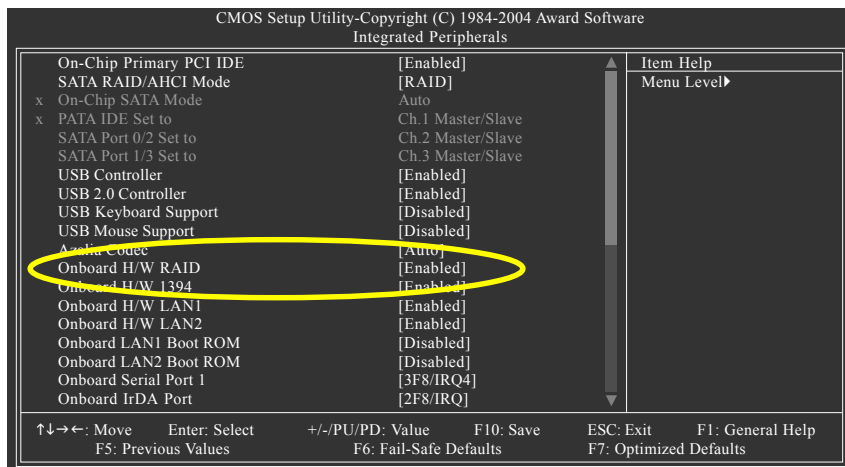 CMOS Setup Utility-Copyright (C) 1984-2004 Award Software
Integrated Peripherals
On-Chip Primary PCI IDE [Enabled]
Item Help
SATA RAID/AHCI Mode [RAID]
Menu Level▶
x On-Chip SATA Mode Auto
x PATA IDE Set to Ch.1 Master/Slave
SATA Port 0/2 Set to Ch.2 Master/Slave
SATA Port 1/3 Set to Ch.3 Master/Slave
USB Controller [Enabled]
USB 2.0 Controller [Enabled]
USB Keyboard Support [Disabled]
USB Mouse Support [Disabled]
Azalia Codec [Auto]
Onboard H/W RAID [Enabled]
Onboard H/W 1394 [Enabled]
Onboard H/W LAN1 [Enabled]
Onboard H/W LAN2 [Enabled]
Onboard LAN1 Boot ROM [Disabled]
Onboard LAN2 Boot ROM [Disabled]
Onboard Serial Port 1 [3F8/IRQ4]
Onboard IrDA Port [2F8/IRQ]
↑↓→←: Move Enter: Select +/-/PU/PD: Value F10: Save ESC: Exit F1: General Help
F5: Previous Values F6: Fail-Safe Defaults F7: Optimized Defaults